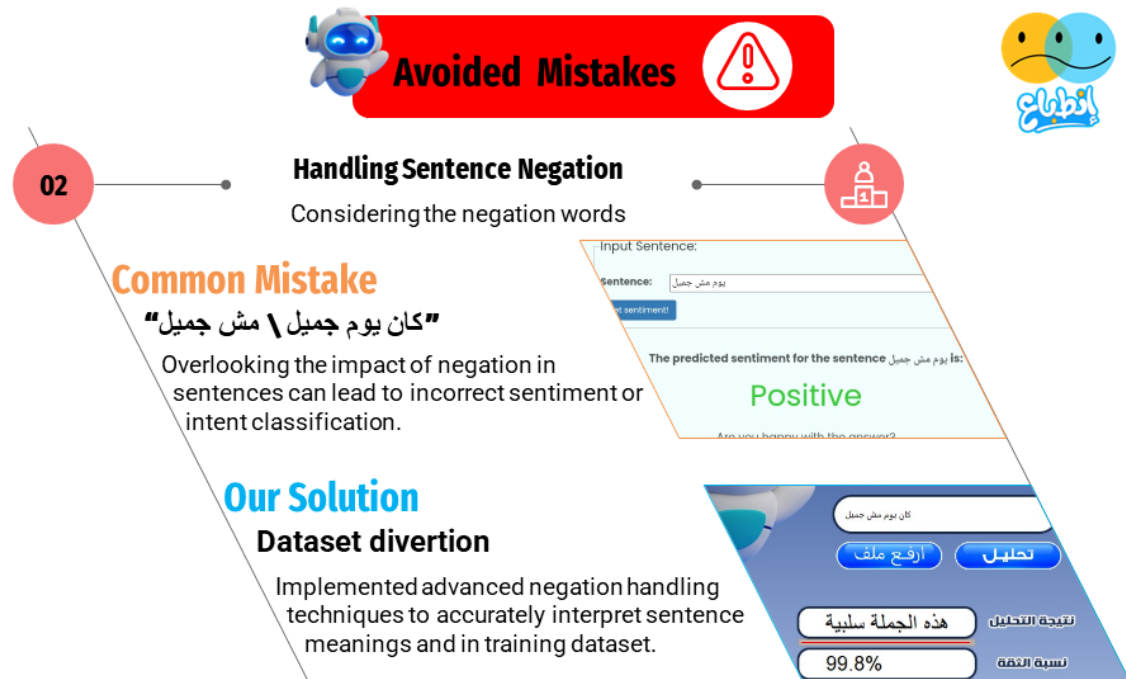 Avoided Mistakes
إنطباع
02
Handling Sentence Negation
1
Considering the negation words
Common Mistake
”كان يوم جميل \ مش جميل“
Overlooking the impact of negation in
sentences can lead to incorrect sentiment or
intent classification.
Input Sentence:
Sentence: يوم مش جميل
et sentiment!
The predicted sentiment for the sentence يوم مش جميل is:
Positive
Are you happy with the answer?
Our Solution
Dataset divertion
Implemented advanced negation handling
techniques to accurately interpret sentence
meanings and in training dataset.
كان يوم مش جميل
تحليل
ارفع ملف
نتيجة التحليل
هذه الجملة سلبية
نسبة الثقة
99.8%